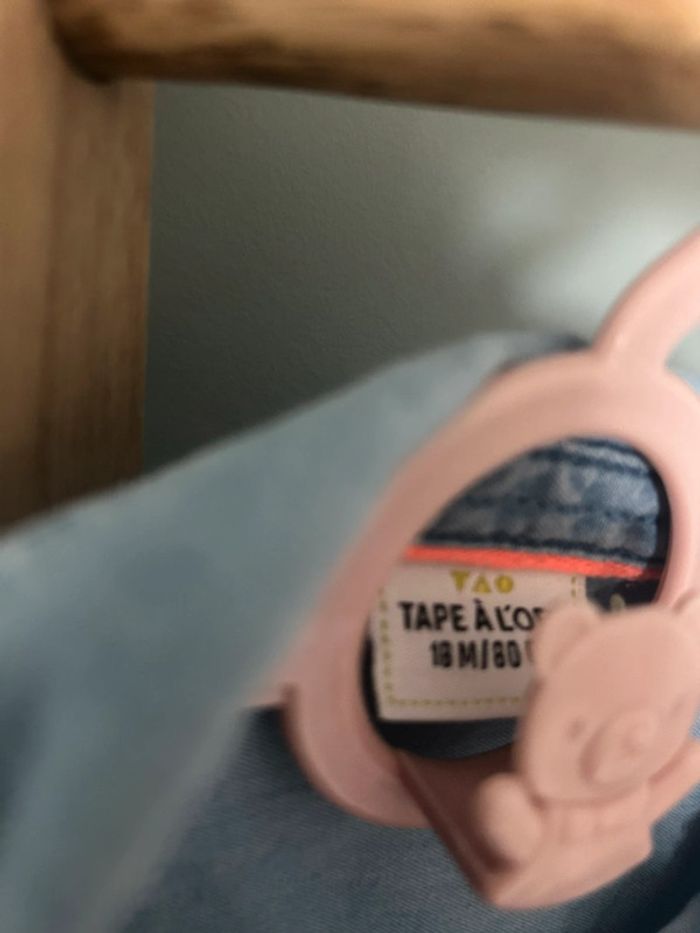 TAO
TAPE À L'O
18 M/80